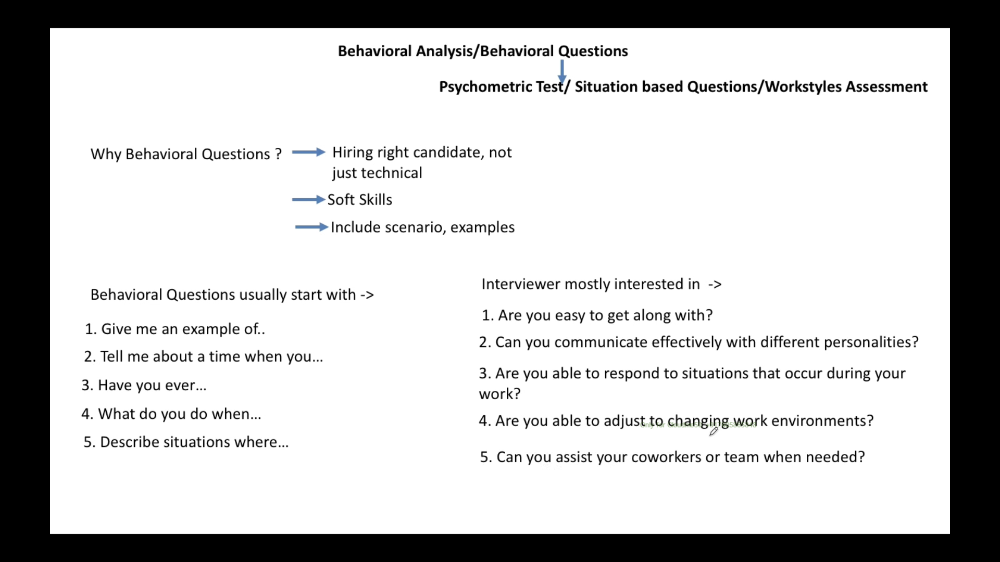 Behavioral Analysis/Behavioral Questions
Psychometric Test/ Situation based Questions/Workstyles Assessment
Why Behavioral Questions ?
Hiring right candidate, not
just technical
Soft Skills
Include scenario, examples
Behavioral Questions usually start with ->
1. Give me an example of..
2. Tell me about a time when you...
3. Have you ever...
4. What do you do when...
5. Describe situations where...
Interviewer mostly interested in ->
1. Are you easy to get along with?
2. Can you communicate effectively with different personalities?
3. Are you able to respond to situations that occur during your
work?
4. Are you able to adjust to changing work environments?
Only for
5. Can you assist your coworkers or team when needed?